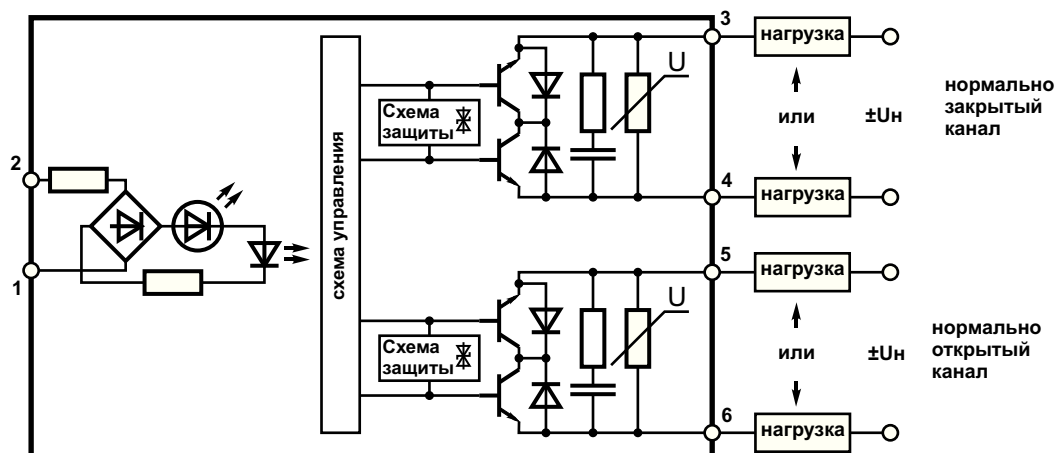 3
нагрузка
U
нормально
закрытый
канал
Схема
защиты
или
±Uн
2
4
нагрузка
схема управления
1
5
нагрузка
U
нормально
открытый
канал
Схема
защиты
или
±Uн
6
нагрузка